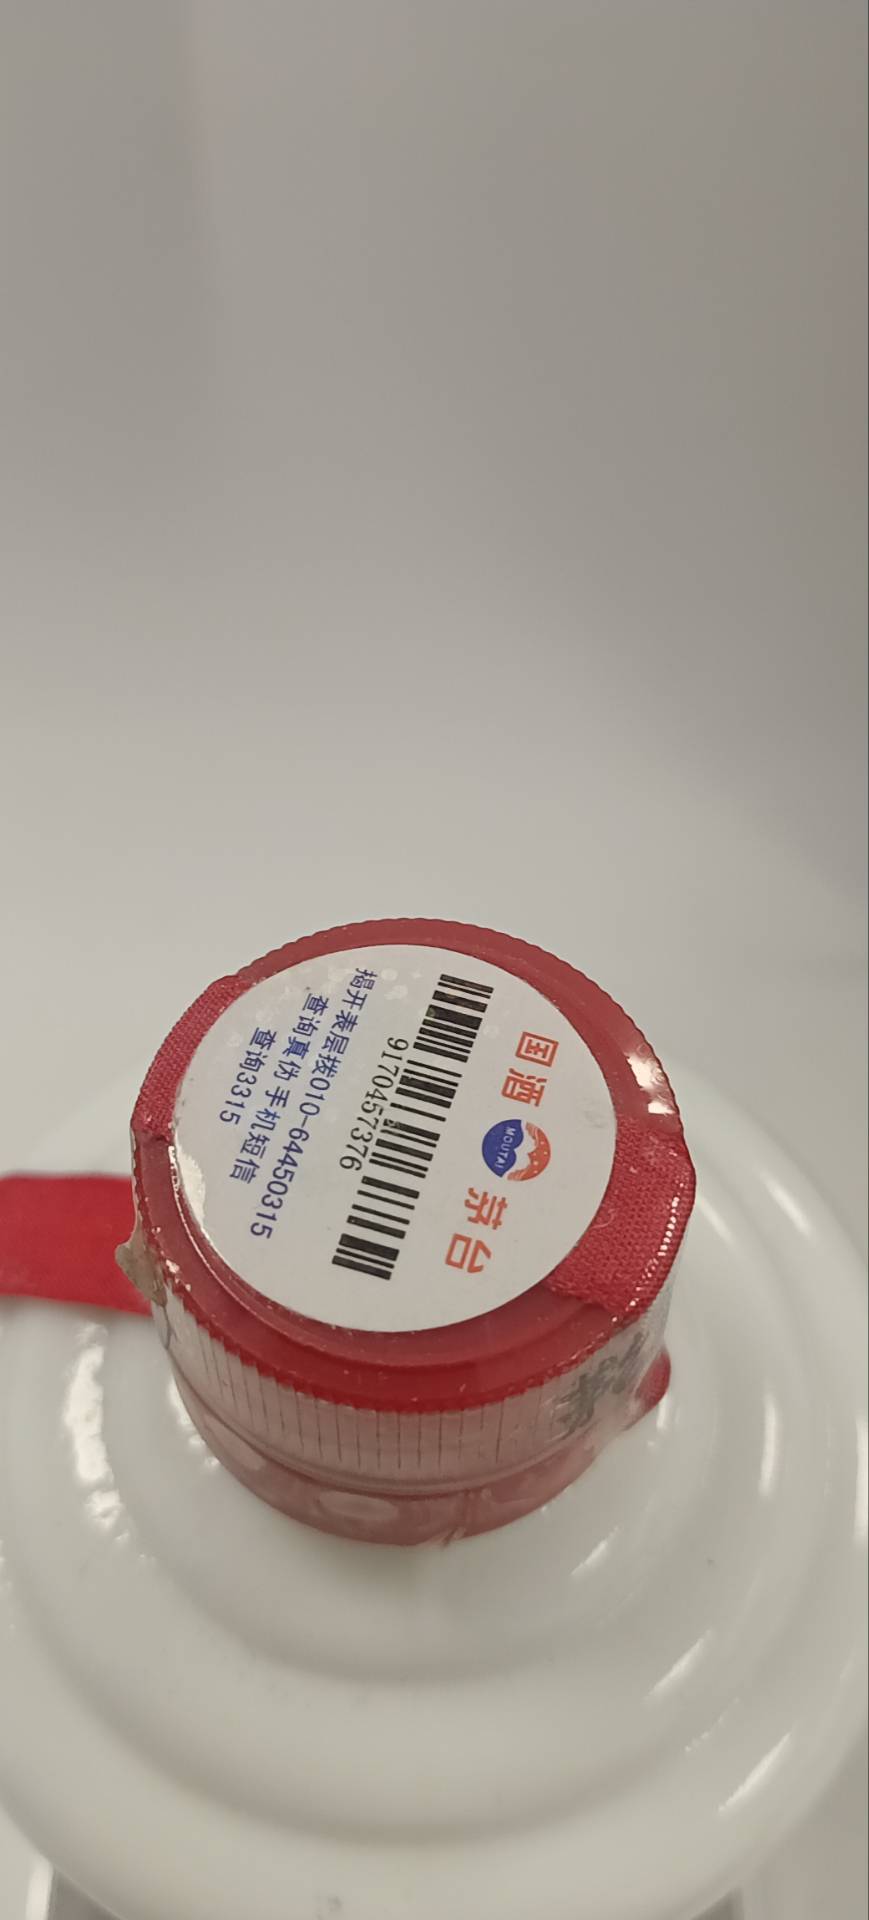 国酒 MOUTAI 茅台
9170457376
揭开表层拨010-64450315
查询真伪 手机短信
查询3315